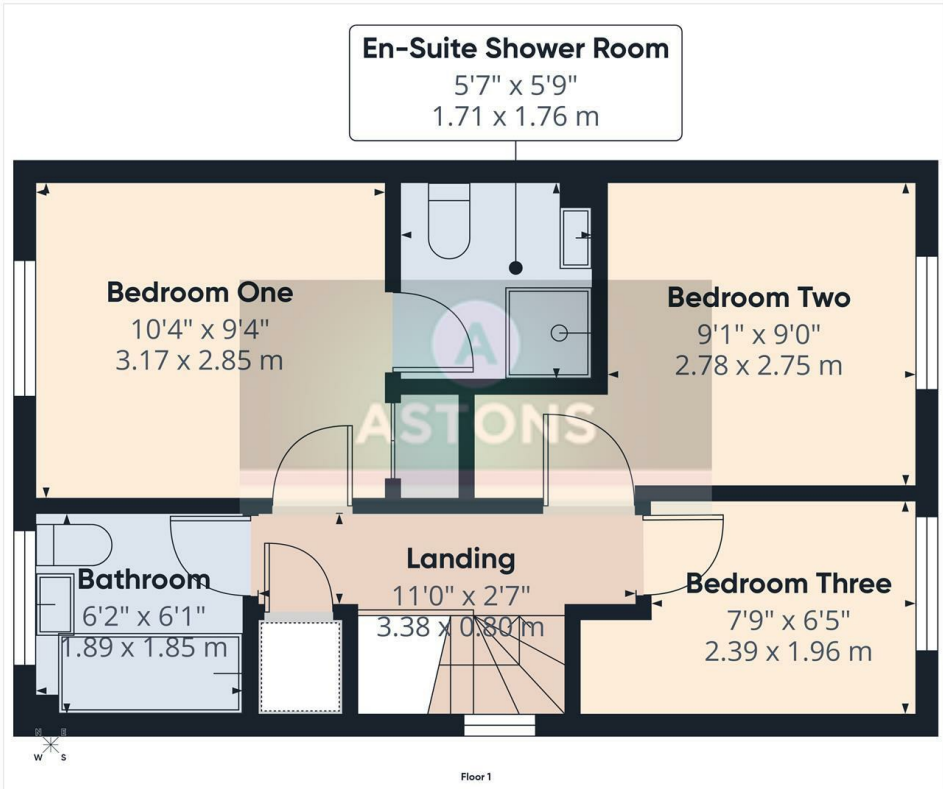 En-Suite Shower Room
5'7" x 5'9"
1.71 x 1.76 m
Bedroom One
10'4" x 9'4"
3.17 x 2.85 m
Bedroom Two
9'1" x 9'0"
2.78 x 2.75 m
A
ASTONS
Landing
11'0" x 2'7"
3.38 x 0.80 m
Bathroom
6'2" x 6'1"
1.89 x 1.85 m
Bedroom Three
7'9" x 6'5"
2.39 x 1.96 m
N E
W S
Floor 1